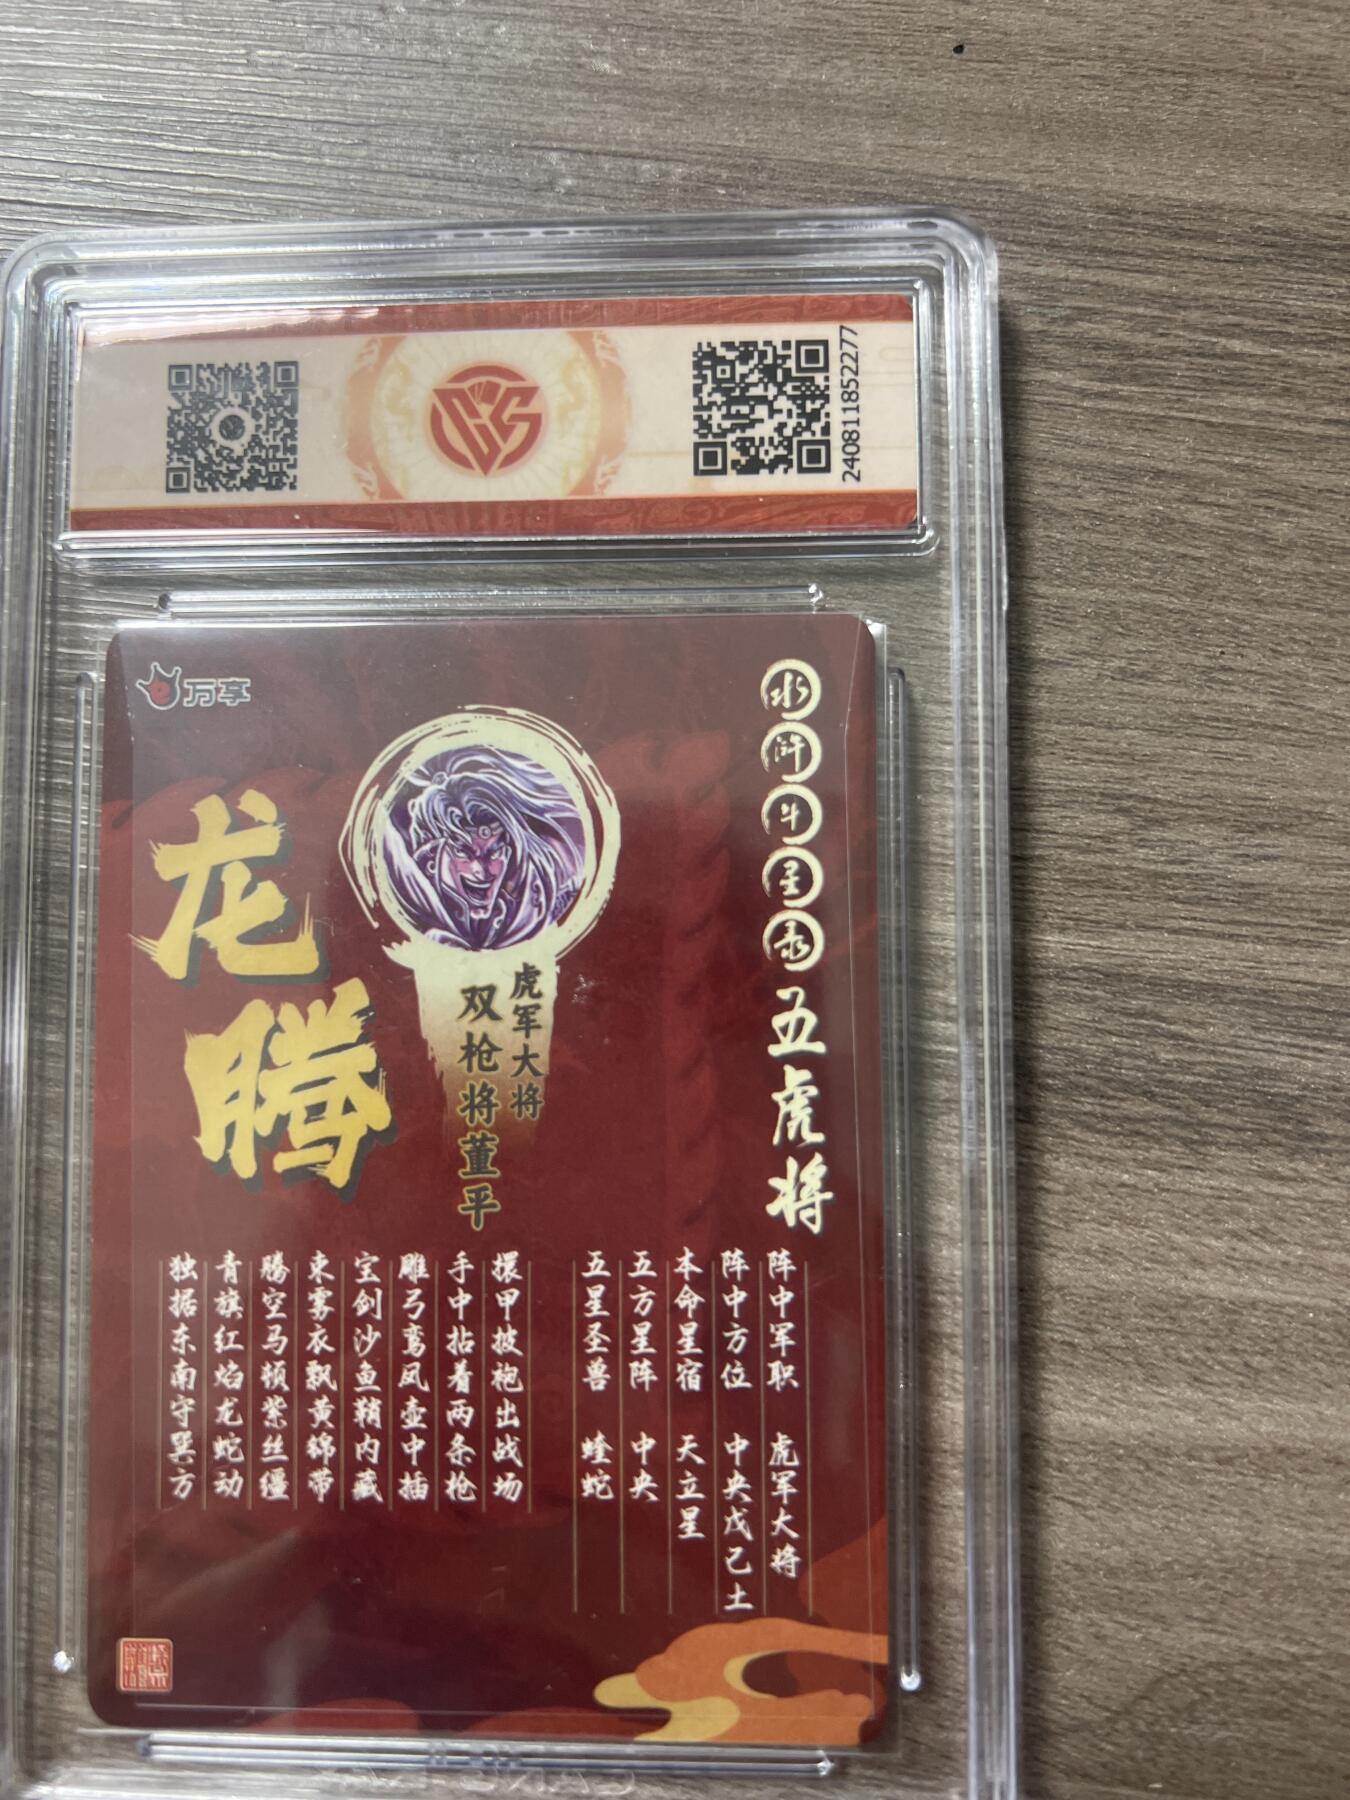 2408118522​77
万享
水浒斗星录 五虎将
龙腾
虎军大将
双枪将董平
阵中军职 虎军大将
阵中方位 中央戊己土
本命星宿 天立星
五方星阵 中央
五星圣兽 螣蛇
擐甲披袍出战场
手中拈着两条枪
雕弓鸾凤壶中插
宝剑沙鱼鞘内藏
束雾衣飘黄锦带
腾空马顿紫丝缰
青旗红焰龙蛇动
独据东南守巽方